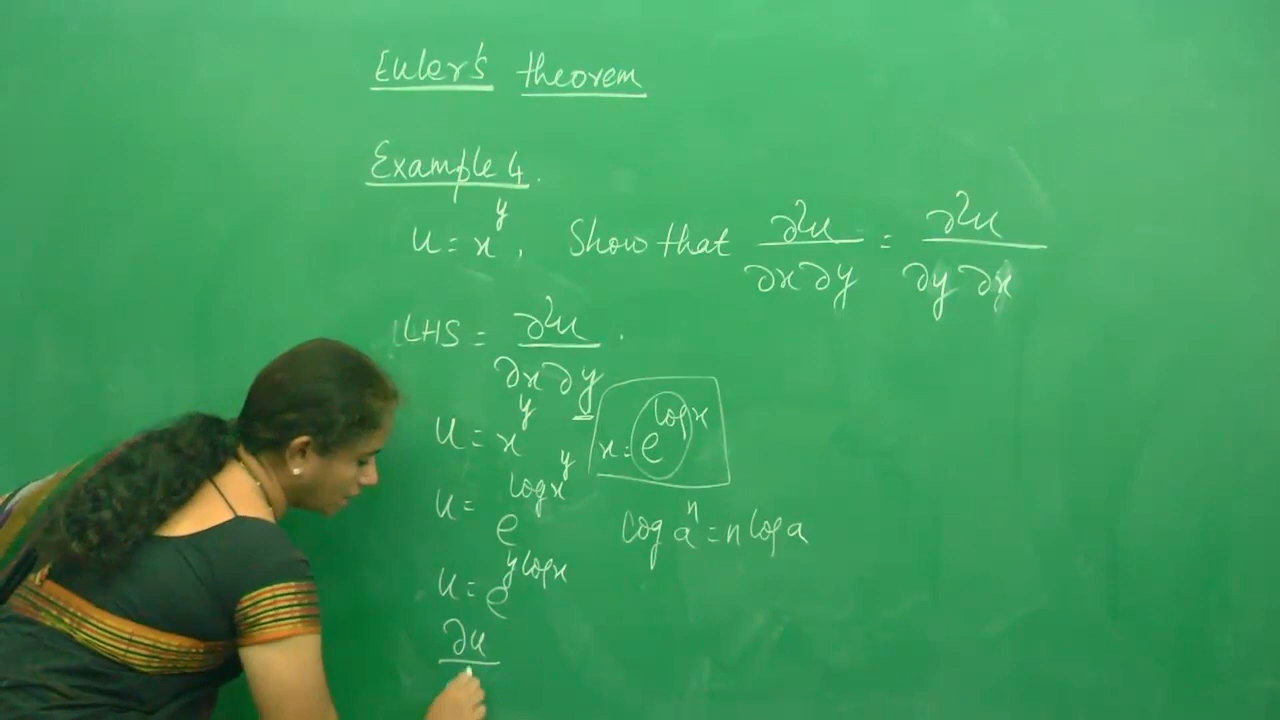 Euler's theorem
Example 4.
u = x^y, Show that ∂²u/∂x∂y = ∂²u/∂y∂x
LHS = ∂²u/∂x∂y.
u = x^y
x = e^(log x)
u = e^(log x^y)
log a^n = n log a
u = e^(y log x)
∂u